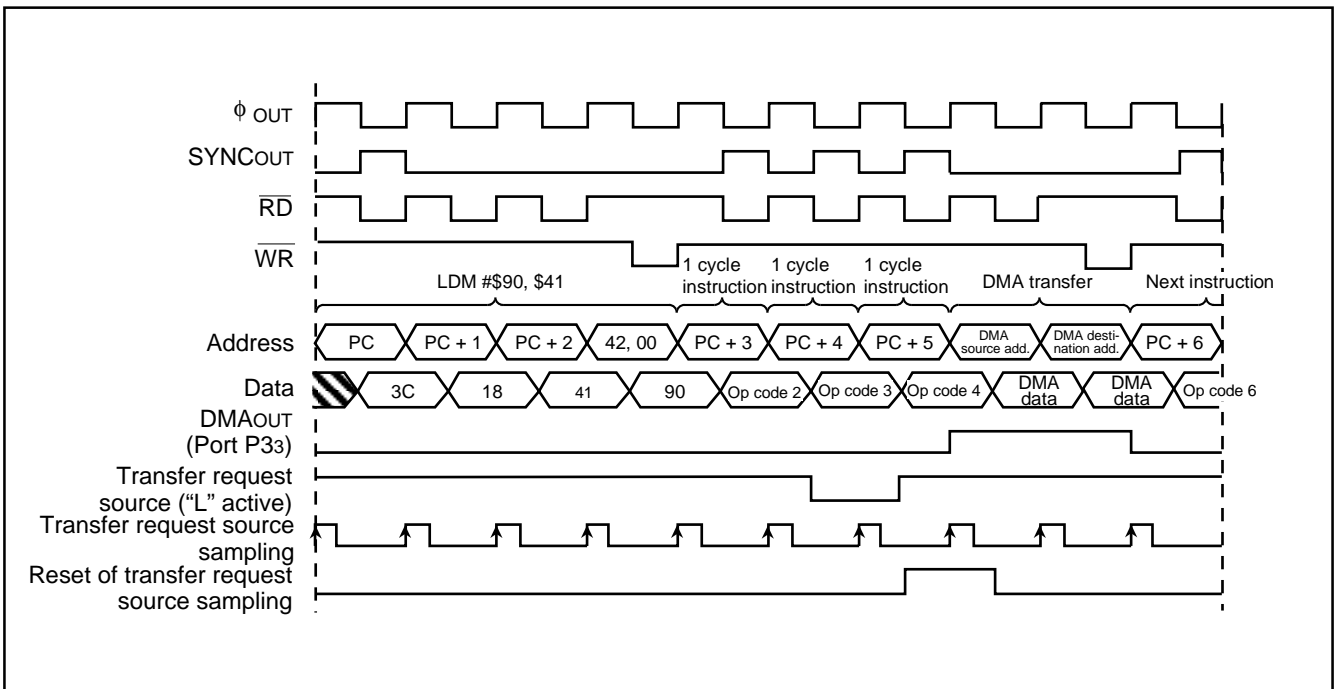 ϕ OUT
SYNCOUT
RD
WR
1 cycle instruction
1 cycle instruction
1 cycle instruction
LDM #$90, $41
DMA transfer
Next instruction
Address
PC
PC + 1
PC + 2
42, 00
PC + 3
PC + 4
PC + 5
DMA source add.
DMA desti-nation add.
PC + 6
Data
3C
18
41
90
Op code 2
Op code 3
Op code 4
DMA data
DMA data
Op code 6
DMAOUT
(Port P33)
Transfer request
source (“L” active)
Transfer request source
sampling
Reset of transfer request
source sampling